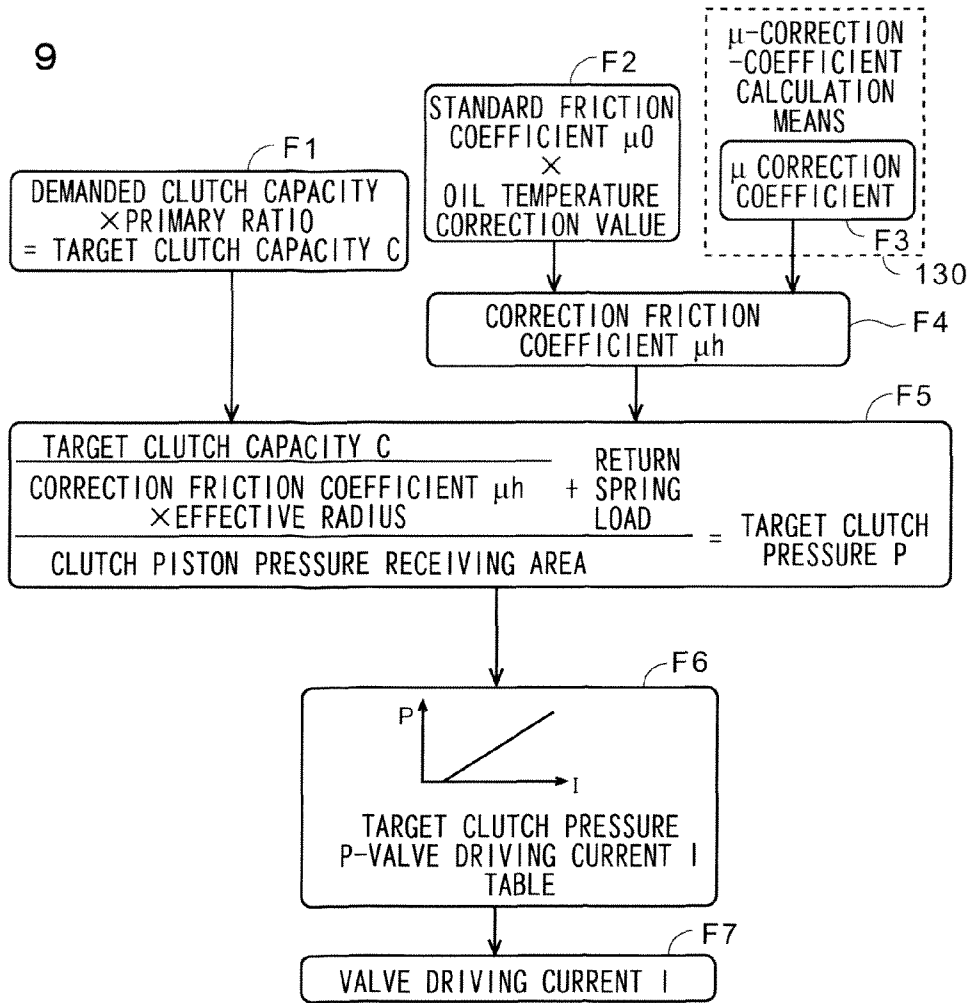 9
F1
DEMANDED CLUTCH CAPACITY
×PRIMARY RATIO
= TARGET CLUTCH CAPACITY C
F2
STANDARD FRICTION
COEFFICIENT μ0
×
OIL TEMPERATURE
CORRECTION VALUE
μ-CORRECTION
-COEFFICIENT
CALCULATION
MEANS
μ CORRECTION
COEFFICIENT
F3
130
CORRECTION FRICTION
COEFFICIENT μh
F4
F5
TARGET CLUTCH CAPACITY C
CORRECTION FRICTION COEFFICIENT μh
×EFFECTIVE RADIUS
+
RETURN
SPRING
LOAD
CLUTCH PISTON PRESSURE RECEIVING AREA
=
TARGET CLUTCH
PRESSURE P
F6
P
I
TARGET CLUTCH PRESSURE
P-VALVE DRIVING CURRENT I
TABLE
F7
VALVE DRIVING CURRENT I